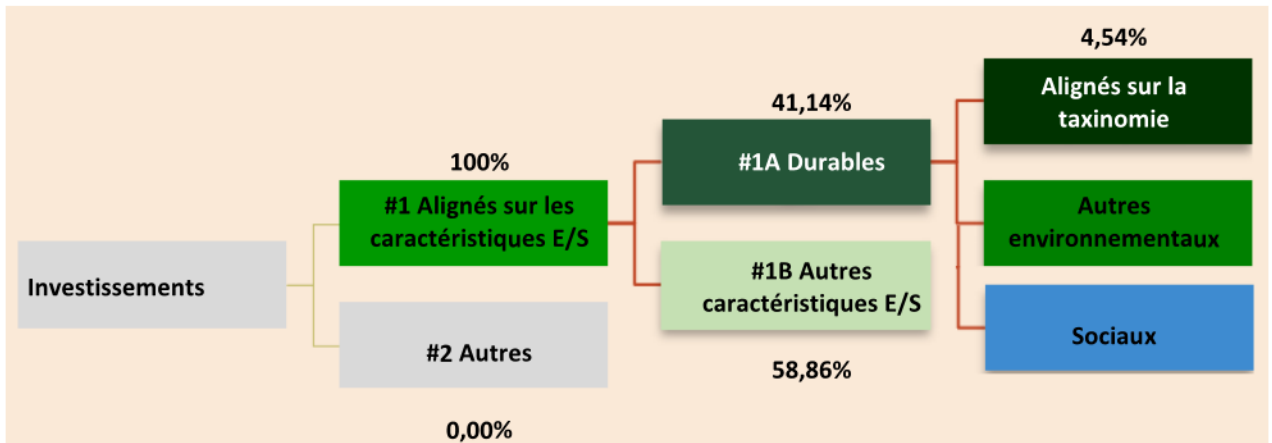 4,54%
Alignés sur la
taxinomie
41,14%
#1A Durables
100%
#1 Alignés sur les
caractéristiques E/S
Autres
environnementaux
Investissements
#1B Autres
caractéristiques E/S
58,86%
Sociaux
#2 Autres
0,00%